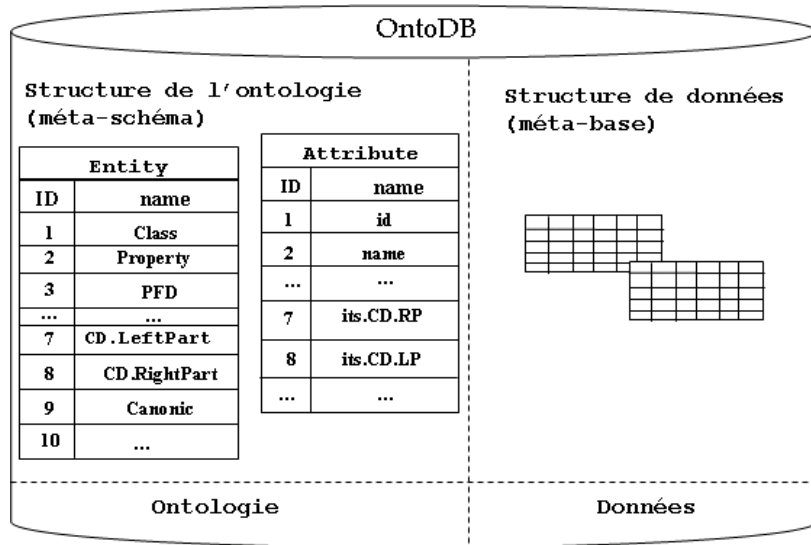 OntoDB
Structure de l'ontologie
(méta-schéma)
Entity
ID name
1 Class
2 Property
3 PFD
... ...
7 CD.LeftPart
8 CD.RightPart
9 Canonic
10 ...
Attribute
ID name
1 id
2 name
... ...
7 its.CD.RP
8 its.CD.LP
... ...
Structure de données
(méta-base)
Ontologie
Données